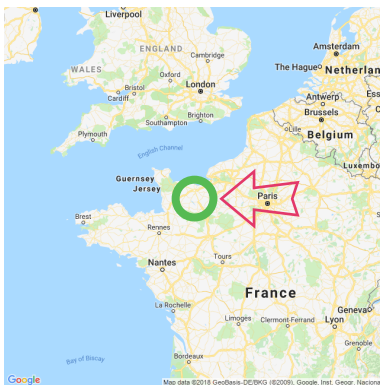 Liverpool
ENGLAND
Cambridge
Amsterdam
WALES
Oxford
The Hague
Netherlan
Bristol
London
Cardiff
Antwerp
Ess
Southampton
Brighton
Brussels
C
Plymouth
Lille
Belgium
English Channel
Luxembo
Guernsey
Jersey
Paris
Brest
Rennes
Nantes
Tours
France
La Rochelle
Geneva
Limoges
Clermont-Ferrand
Lyon
Grenoble
Bay of Biscay
Bordeaux
Google
Map data ©2018 GeoBasis-DE/BKG (©2009), Google, Inst. Geogr. Naciona